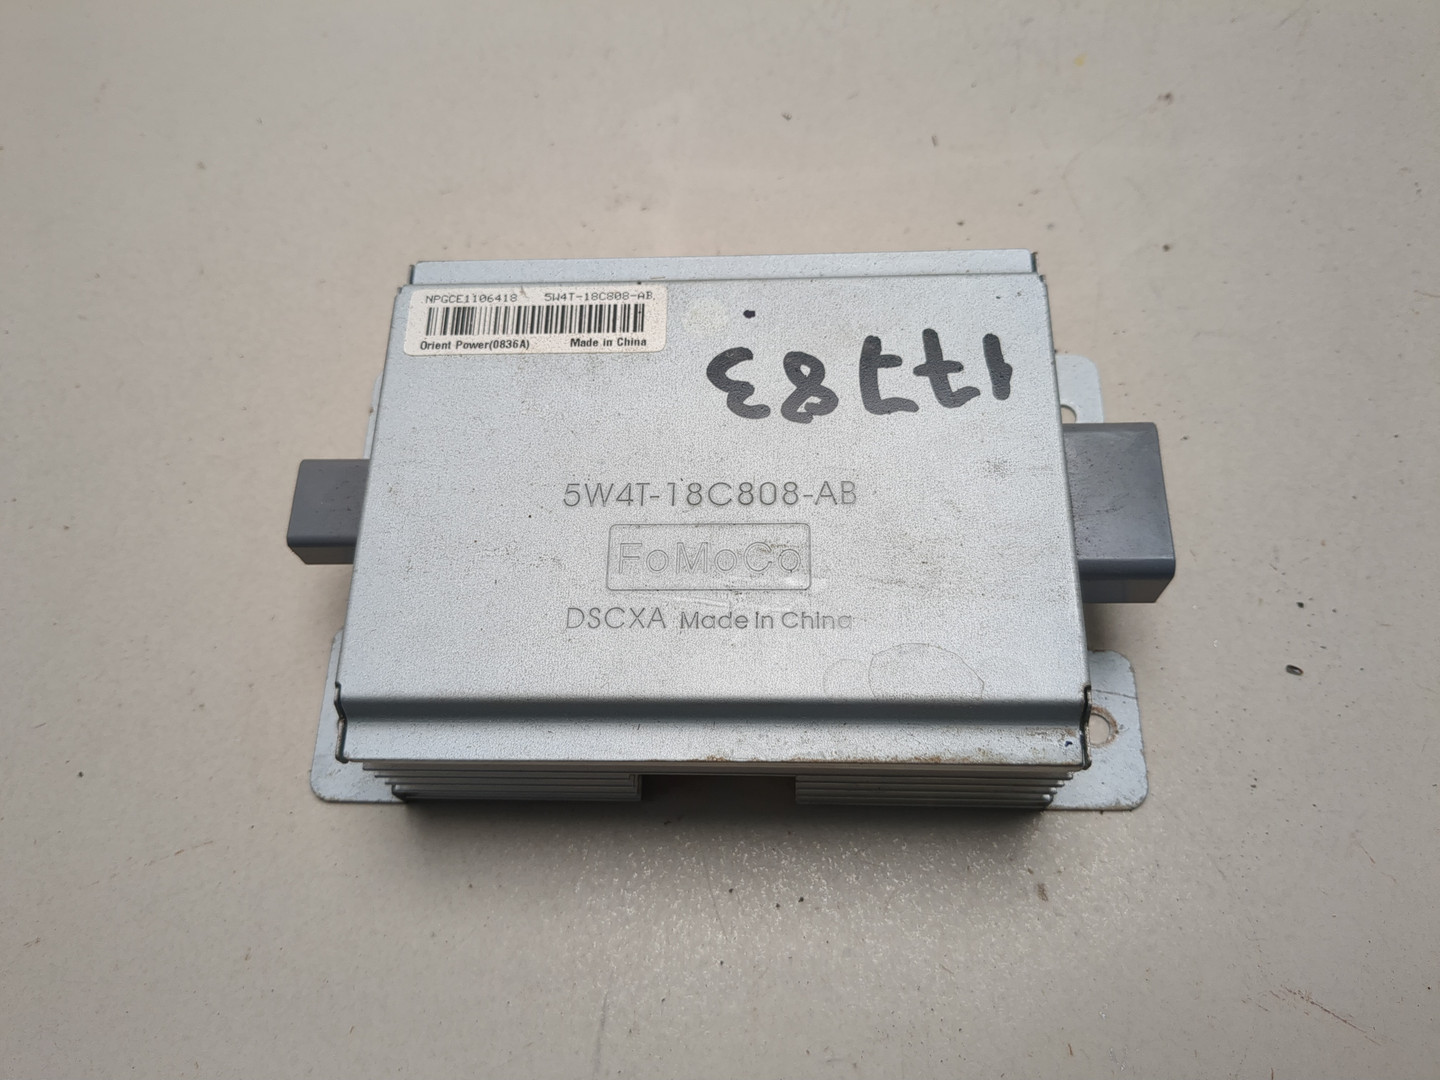 NPGCE1106418 5W4T-18C808-AB.
Orient Power(0836A) Made in China
17783
5W4T-18C808-AB
FoMoCo
DSCXA Made in China